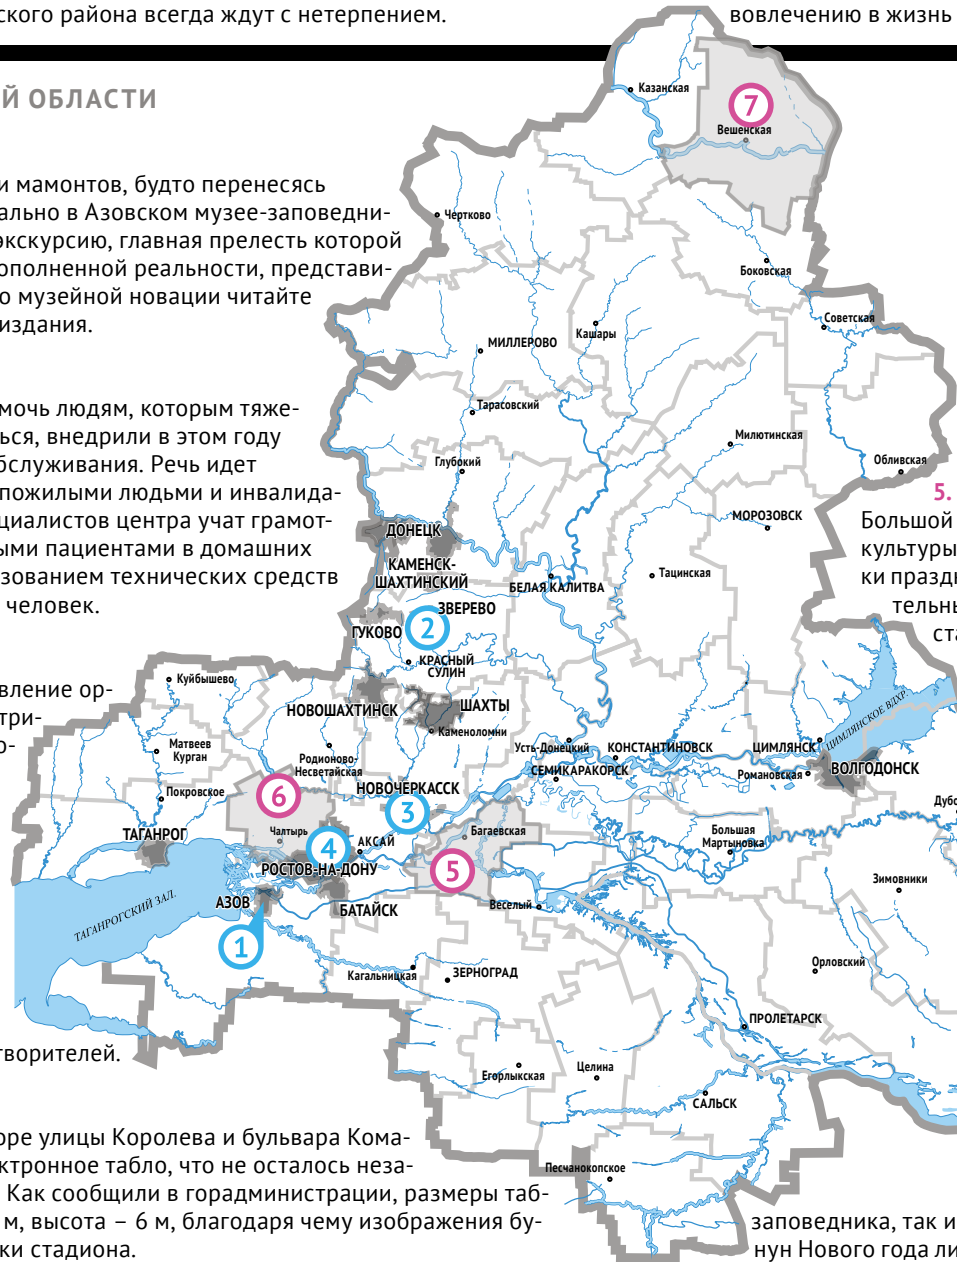 ского района всегда ждут с нетерпением.
вовлечению в жизнь
Й ОБЛАСТИ
и мамонтов, будто перенесясь
ально в Азовском музее-заповедни-
экскурсию, главная прелесть которой
ополненной реальности, представи-
о музейной новации читайте
издания.
мочь людям, которым тяже-
ься, внедрили в этом году
бслуживания. Речь идет
пожилыми людьми и инвалида-
циалистов центра учат грамот-
ыми пациентами в домашних
зованием технических средств
человек.
вление ор-
три-
о-
творителей.
оре улицы Королева и бульвара Кома-
ктронное табло, что не осталось неза-
Как сообщили в горадминистрации, размеры таб-
м, высота – 6 м, благодаря чему изображения бу-
ки стадиона.
5.
Большой
культуры
ки праздн
тельны
ста
заповедника, так и
нун Нового года ли
Казанская
7
Вешенская
Чертково
Боковская
Советская
Кашары
МИЛЛЕРОВО
Тарасовский
Милютинская
Глубокий
Обливская
МОРОЗОВСК
ДОНЕЦК
КАМЕНСК-
ШАХТИНСКИЙ
Тацинская
БЕЛАЯ КАЛИТВА
ЗВЕРЕВО
ГУКОВО
2
КРАСНЫЙ
СУЛИН
Куйбышево
НОВОШАХТИНСК
ШАХТЫ
Каменоломни
ЦИМЛЯНСКОЕ ВДХР.
Матвеев
Курган
Родионово-
Несветайская
Усть-Донецкий
КОНСТАНТИНОВСК
ЦИМЛЯНСК
СЕМИКАРАКОРСК
Романовская
ВОЛГОДОНСК
Покровское
6
НОВОЧЕРКАССК
3
Дубо
ТАГАНРОГ
Чалтырь
4
АКСАЙ
Багаевская
Большая
Мартыновка
РОСТОВ-НА-ДОНУ
5
Зимовники
АЗОВ
БАТАЙСК
Веселый
ТАГАНРОГСКИЙ ЗАЛ.
1
Кагальницкая
ЗЕРНОГРАД
Орловский
ПРОЛЕТАРСК
Егорлыкская
Целина
САЛЬСК
Песчанокопское